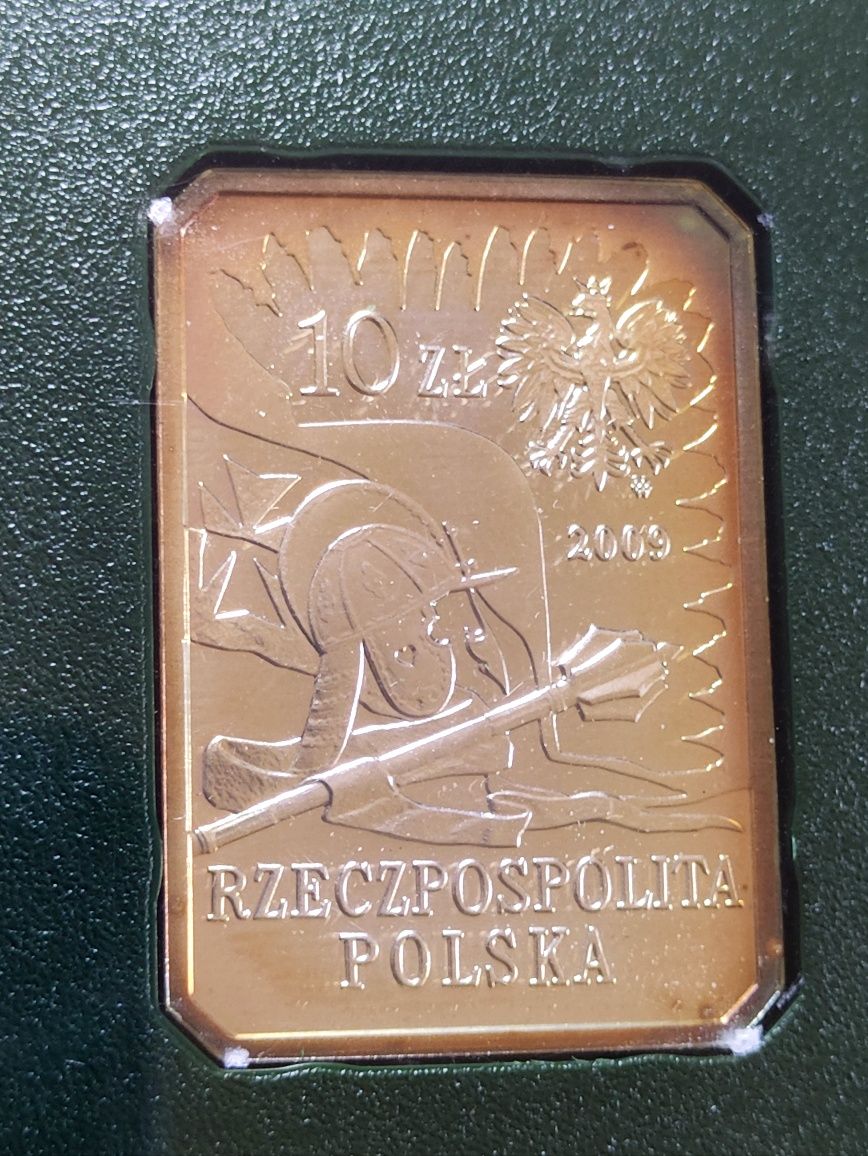 10 ZŁ
2009
RZECZPOSPOLITA
POLSKA